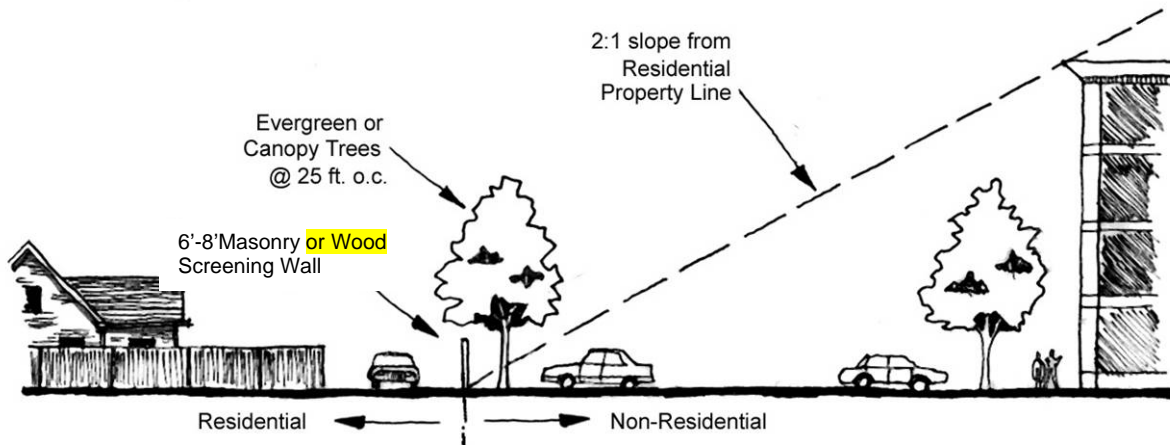 2:1 slope from
Residential
Property Line
Evergreen or
Canopy Trees
@ 25 ft. o.c.
6’-8’Masonry or Wood
Screening Wall
Residential
Non-Residential